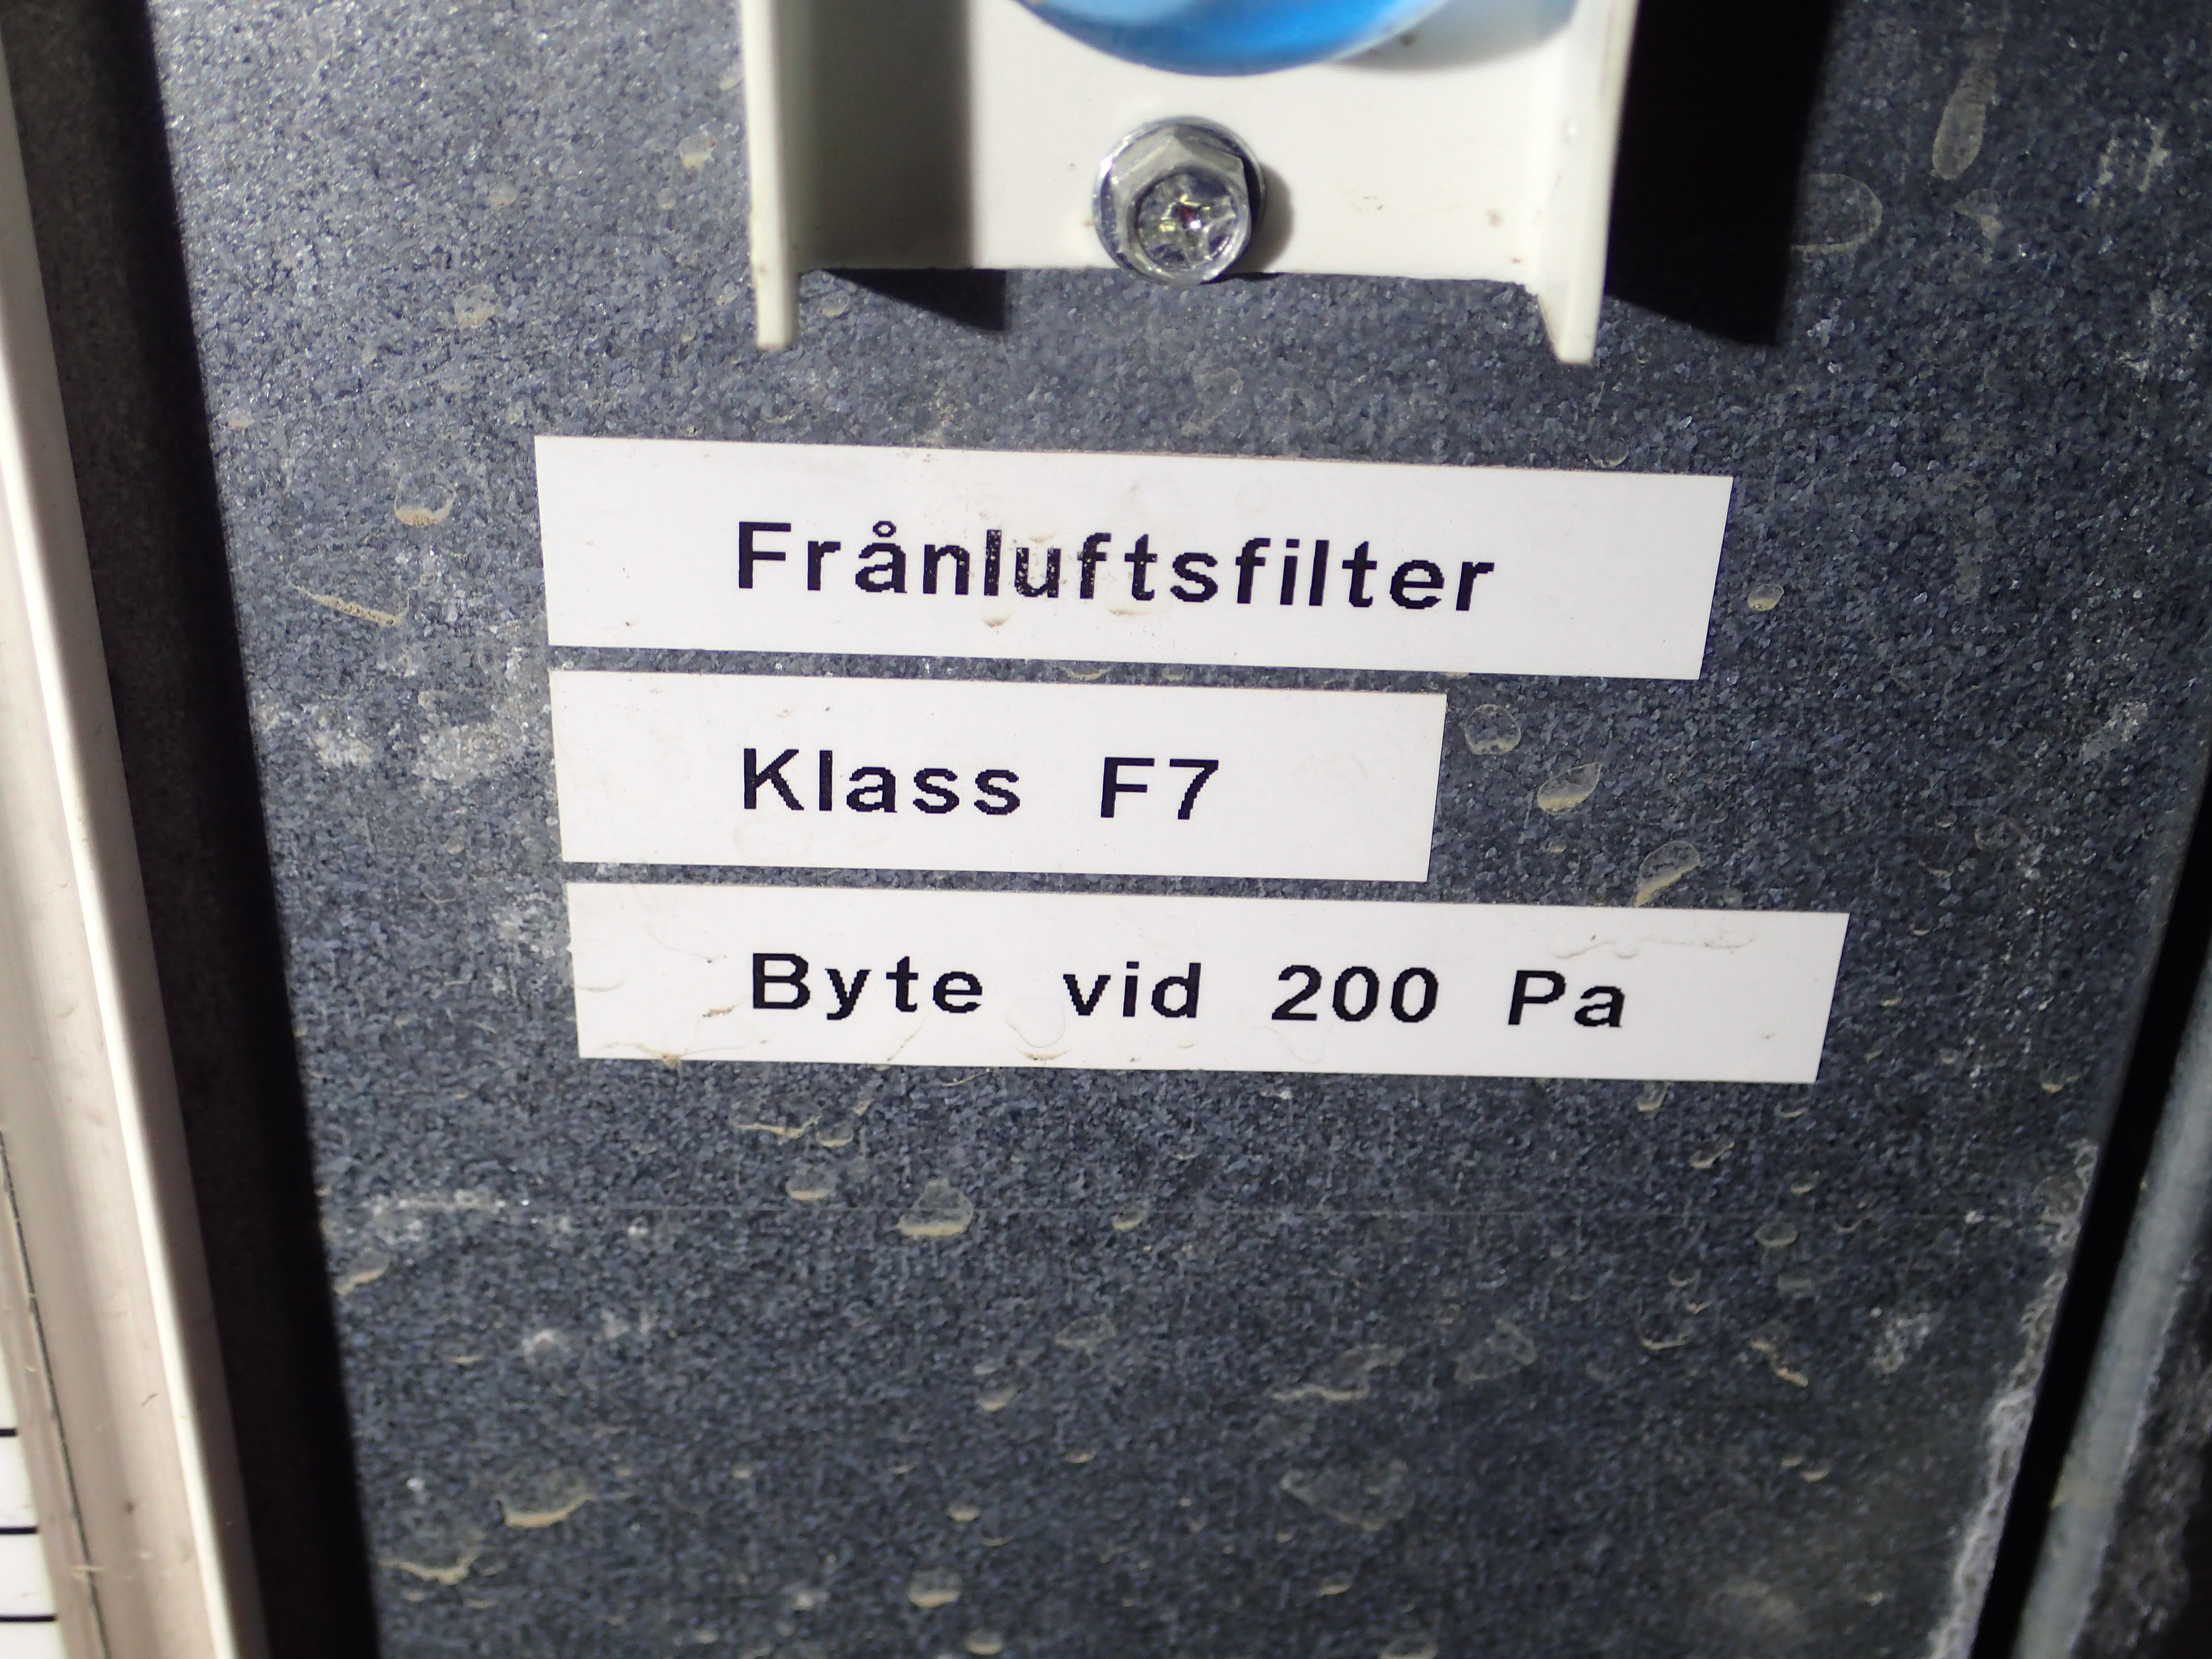 Frånluftsfilter
Klass F7
Byte vid 200 Pa